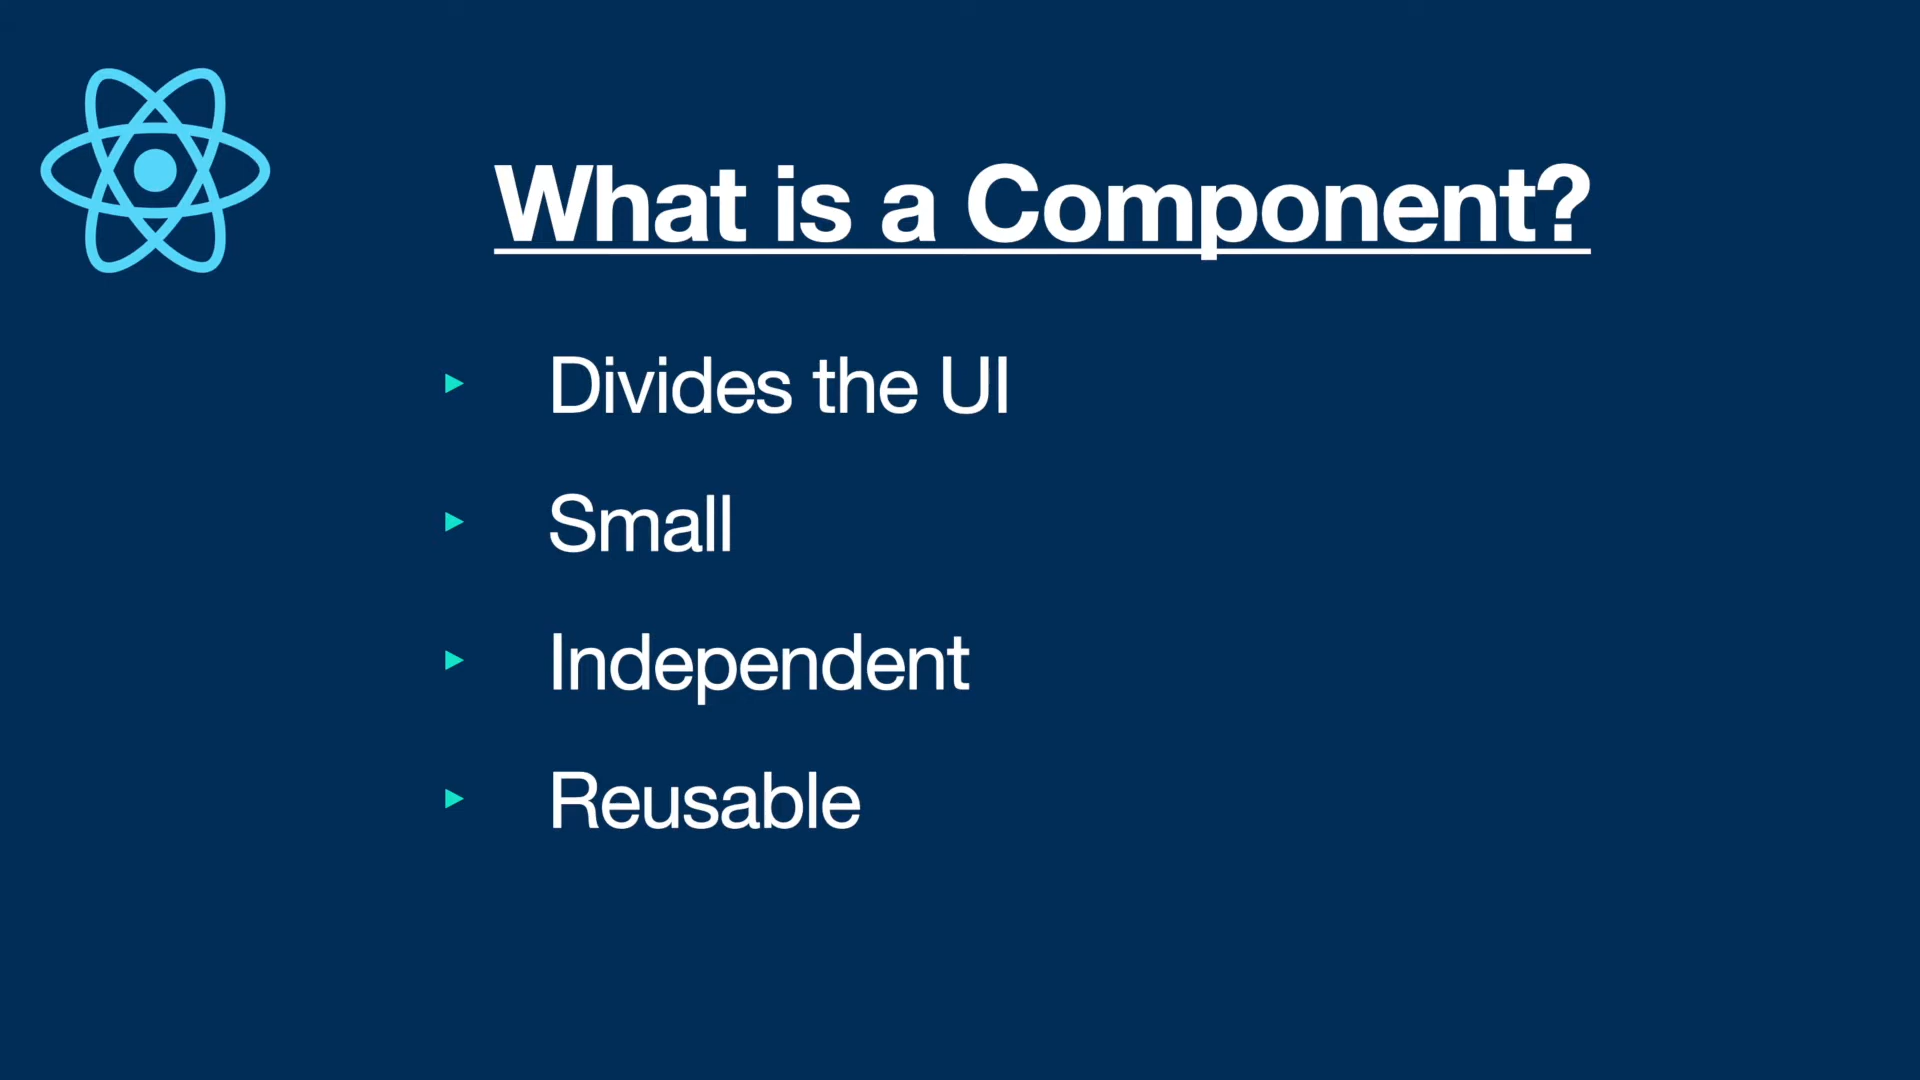 What is a Component?
Divides the UI
Small
Independent
Reusable